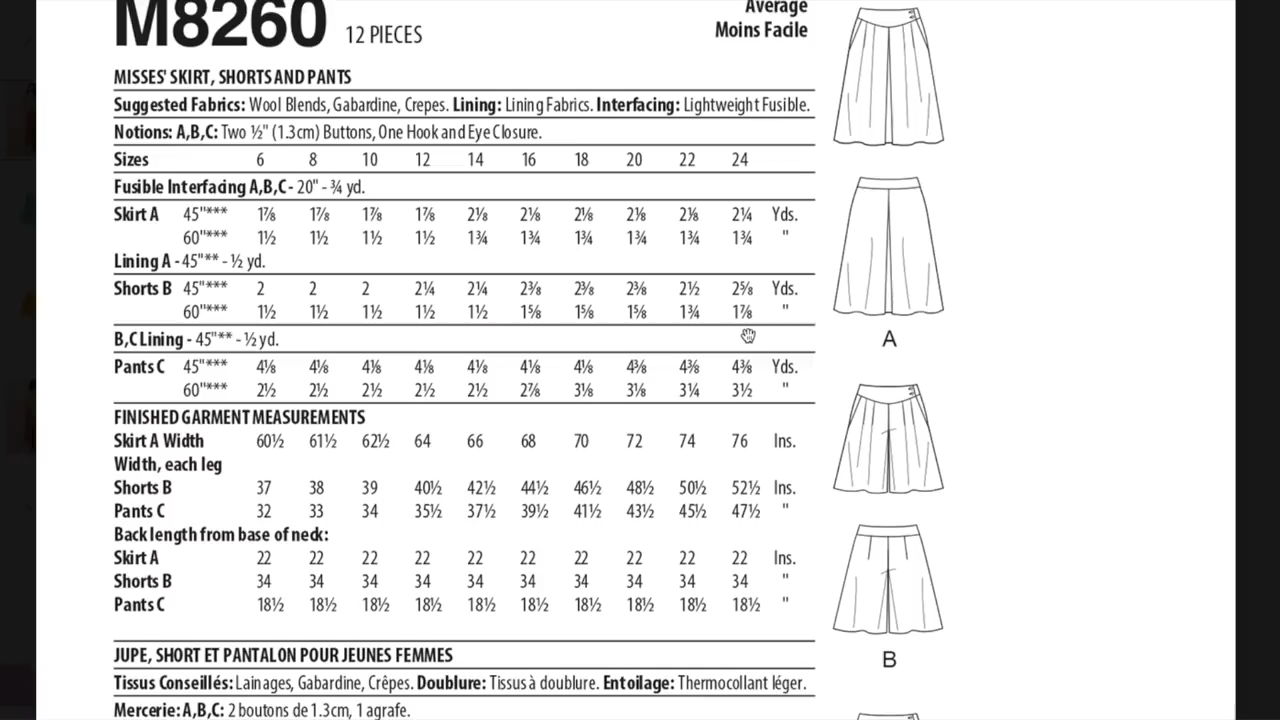 M8260 12 PIECES
Average
Moins Facile
MISSES' SKIRT, SHORTS AND PANTS
Suggested Fabrics: Wool Blends, Gabardine, Crepes. Lining: Lining Fabrics. Interfacing: Lightweight Fusible.
Notions: A,B,C: Two ½" (1.3cm) Buttons, One Hook and Eye Closure.
Sizes 6 8 10 12 14 16 18 20 22 24
Fusible Interfacing A,B,C - 20" - ¾ yd.
Skirt A 45"*** 1⅞ 1⅞ 1⅞ 1⅞ 2⅛ 2⅛ 2⅛ 2⅛ 2⅛ 2¼ Yds.
60"*** 1½ 1½ 1½ 1½ 1¾ 1¾ 1¾ 1¾ 1¾ 1¾ "
Lining A - 45"** - ½ yd.
Shorts B 45"*** 2 2 2 2¼ 2¼ 2⅜ 2⅜ 2⅜ 2½ 2⅝ Yds.
60"*** 1½ 1½ 1½ 1½ 1½ 1⅝ 1⅝ 1⅝ 1¾ 1⅞ "
B,C Lining - 45"** - ½ yd.
Pants C 45"*** 4⅛ 4⅛ 4⅛ 4⅛ 4⅛ 4⅛ 4⅛ 4⅜ 4⅜ 4⅜ Yds.
60"*** 2½ 2½ 2½ 2½ 2½ 2⅞ 3⅛ 3⅛ 3¼ 3½ "
FINISHED GARMENT MEASUREMENTS
Skirt A Width 60½ 61½ 62½ 64 66 68 70 72 74 76 Ins.
Width, each leg
Shorts B 37 38 39 40½ 42½ 44½ 46½ 48½ 50½ 52½ Ins.
Pants C 32 33 34 35½ 37½ 39½ 41½ 43½ 45½ 47½ "
Back length from base of neck:
Skirt A 22 22 22 22 22 22 22 22 22 22 Ins.
Shorts B 34 34 34 34 34 34 34 34 34 34 "
Pants C 18½ 18½ 18½ 18½ 18½ 18½ 18½ 18½ 18½ 18½ "
JUPE, SHORT ET PANTALON POUR JEUNES FEMMES
Tissus Conseillés: Lainages, Gabardine, Crêpes. Doublure: Tissus à doublure. Entoilage: Thermocollant léger.
Mercerie: A,B,C: 2 boutons de 1.3cm, 1 agrafe.
A
B